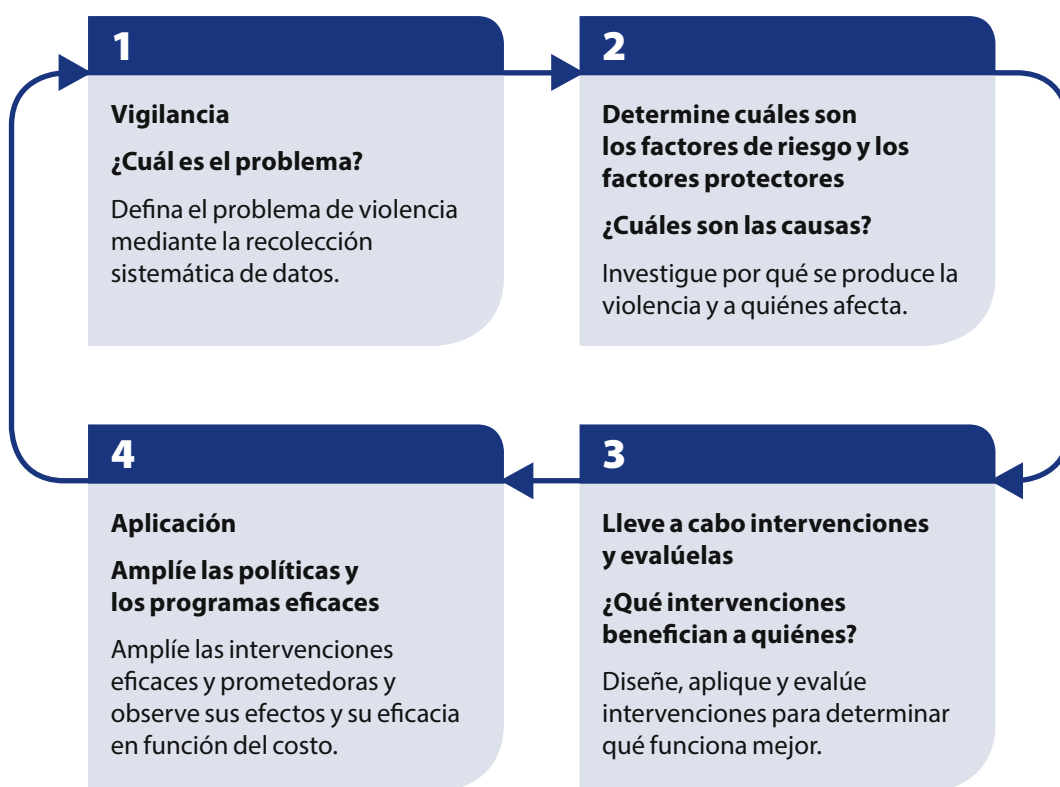 1
Vigilancia
¿Cuál es el problema?
Defina el problema de violencia
mediante la recolección
sistemática de datos.
2
Determine cuáles son
los factores de riesgo y los
factores protectores
¿Cuáles son las causas?
Investigue por qué se produce la
violencia y a quiénes afecta.
3
Lleve a cabo intervenciones
y evalúelas
¿Qué intervenciones
benefician a quiénes?
Diseñe, aplique y evalúe
intervenciones para determinar
qué funciona mejor.
4
Aplicación
Amplíe las políticas y
los programas eficaces
Amplíe las intervenciones
eficaces y prometedoras y
observe sus efectos y su eficacia
en función del costo.